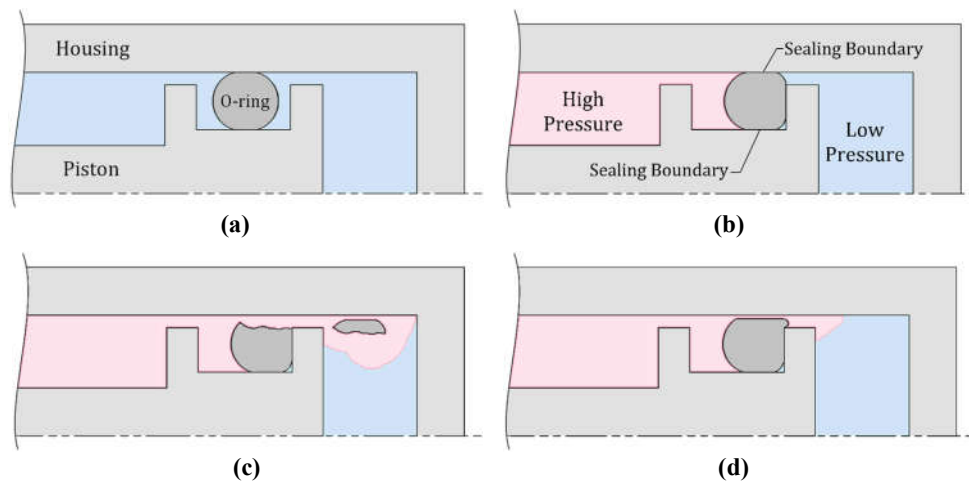 Housing
O-ring
Piston
(a)
Sealing Boundary
High
Pressure
Low
Pressure
Sealing Boundary
(b)
(c)
(d)